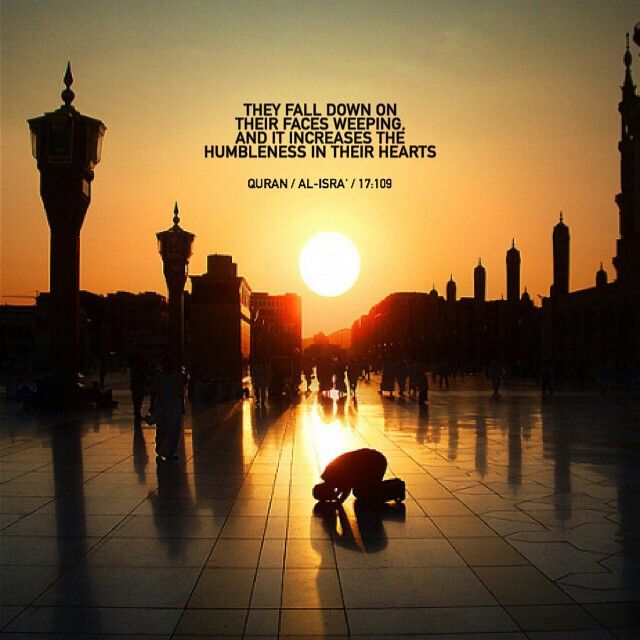 THEY FALL DOWN ON
THEIR FACES WEEPING,
AND IT INCREASES THE
HUMBLENESS IN THEIR HEARTS
QURAN / AL-ISRA' / 17:109